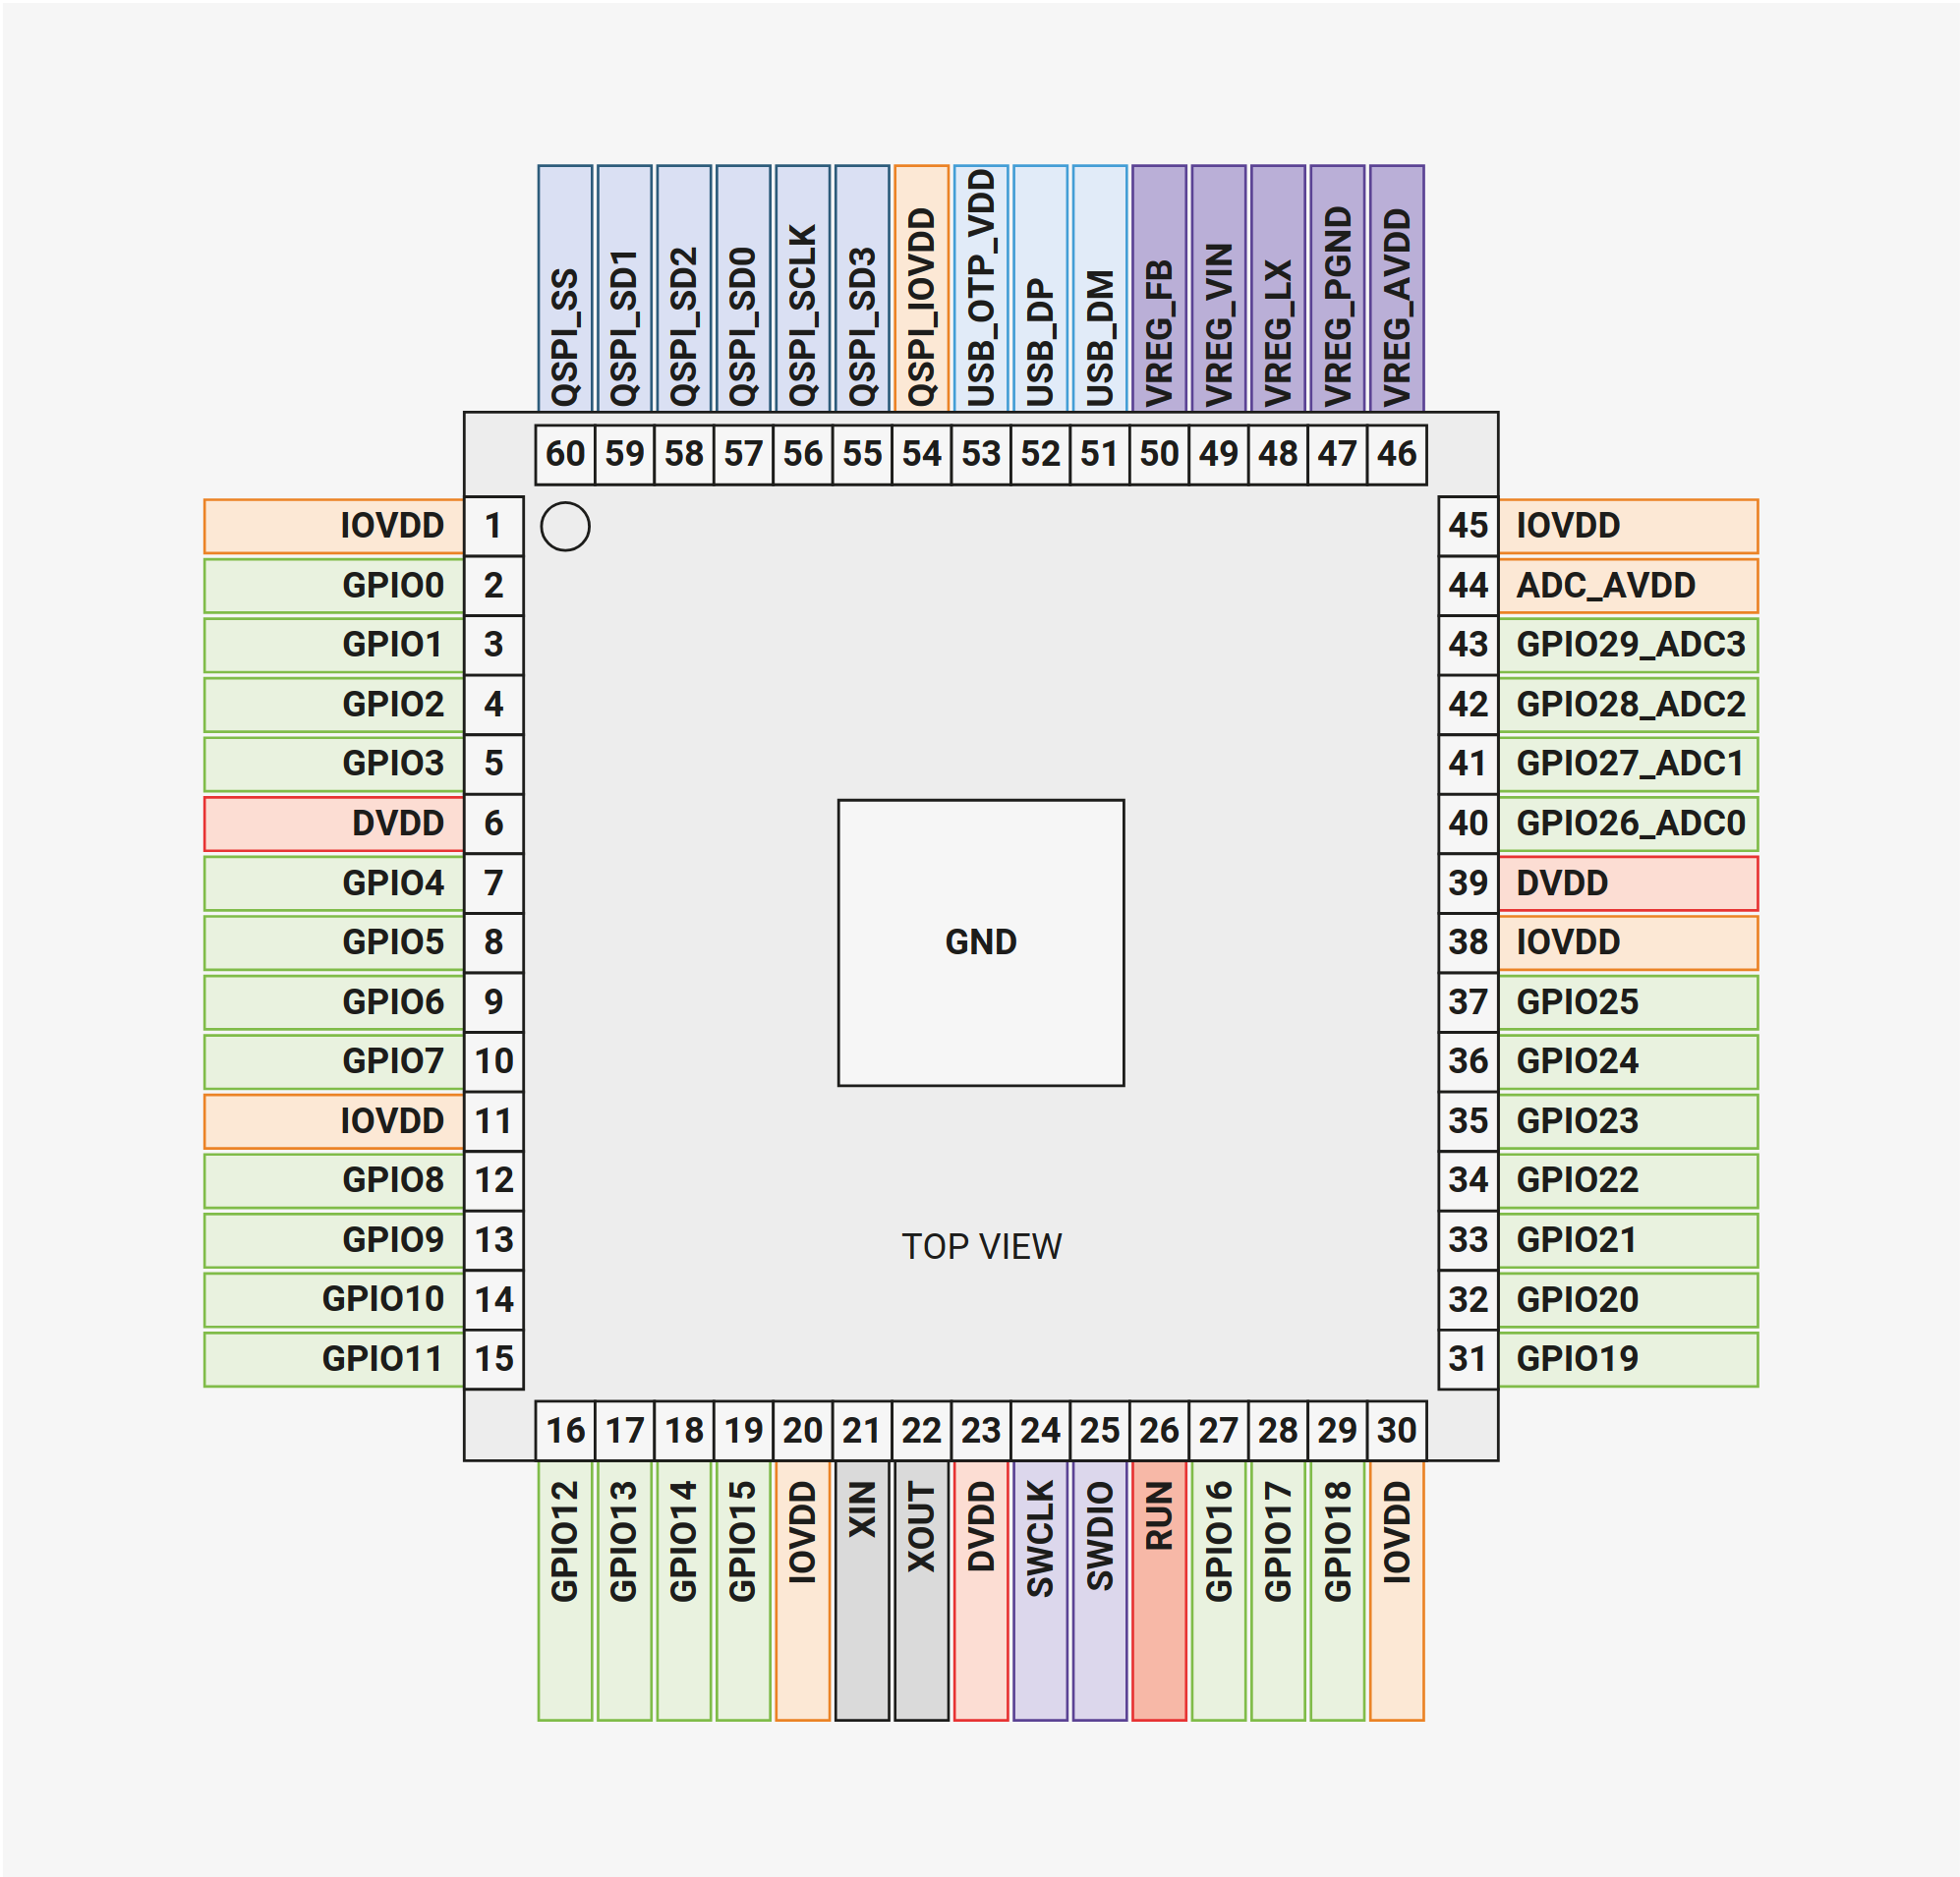 QSPI_SS
QSPI_SD1
QSPI_SD2
QSPI_SD0
QSPI_SCLK
QSPI_SD3
QSPI_IOVDD
USB_OTP_VDD
USB_DP
USB_DM
VREG_FB
VREG_VIN
VREG_LX
VREG_PGND
VREG_AVDD
60 59 58 57 56 55 54 53 52 51 50 49 48 47 46
IOVDD 1
GPIO0 2
GPIO1 3
GPIO2 4
GPIO3 5
DVDD 6
GPIO4 7
GPIO5 8
GPIO6 9
GPIO7 10
IOVDD 11
GPIO8 12
GPIO9 13
GPIO10 14
GPIO11 15
GND
TOP VIEW
45 IOVDD
44 ADC_AVDD
43 GPIO29_ADC3
42 GPIO28_ADC2
41 GPIO27_ADC1
40 GPIO26_ADC0
39 DVDD
38 IOVDD
37 GPIO25
36 GPIO24
35 GPIO23
34 GPIO22
33 GPIO21
32 GPIO20
31 GPIO19
16 17 18 19 20 21 22 23 24 25 26 27 28 29 30
GPIO12
GPIO13
GPIO14
GPIO15
IOVDD
XIN
XOUT
DVDD
SWCLK
SWDIO
RUN
GPIO16
GPIO17
GPIO18
IOVDD